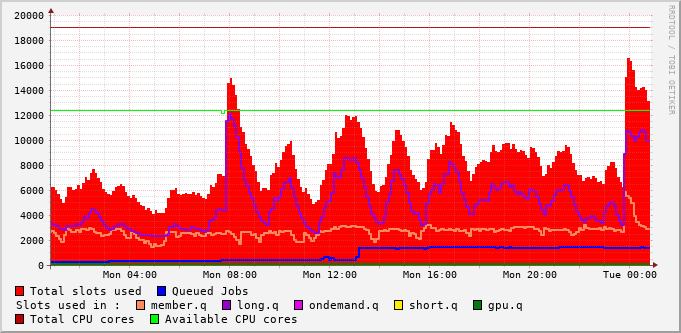 20000
18000
16000
14000
12000
10000
8000
6000
4000
2000
0
Mon 04:00 Mon 08:00 Mon 12:00 Mon 16:00 Mon 20:00 Tue 00:00
RRDTOOL / TOBI OETIKER
Total slots used Queued Jobs
Slots used in : member.q long.q ondemand.q short.q gpu.q
Total CPU cores Available CPU cores